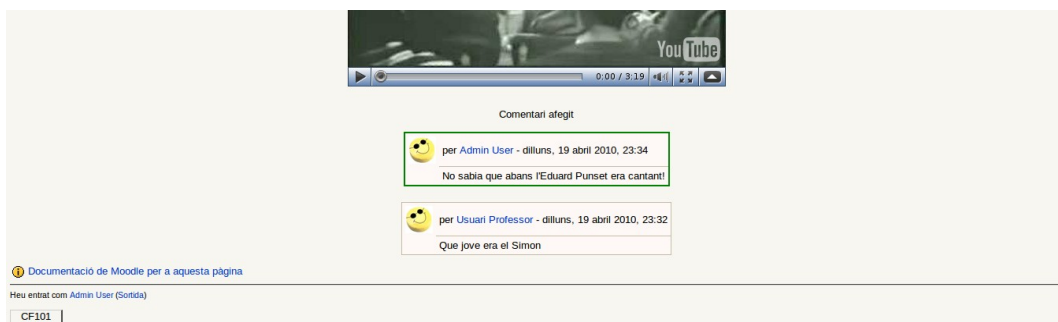 YouTube
0:00 / 3:19
Comentari afegit
per Admin User - dilluns, 19 abril 2010, 23:34
No sabia que abans l'Eduard Punset era cantant!
per Usuari Professor - dilluns, 19 abril 2010, 23:32
Que jove era el Simon
Documentació de Moodle per a aquesta pàgina
Heu entrat com Admin User (Sortida)
CF101